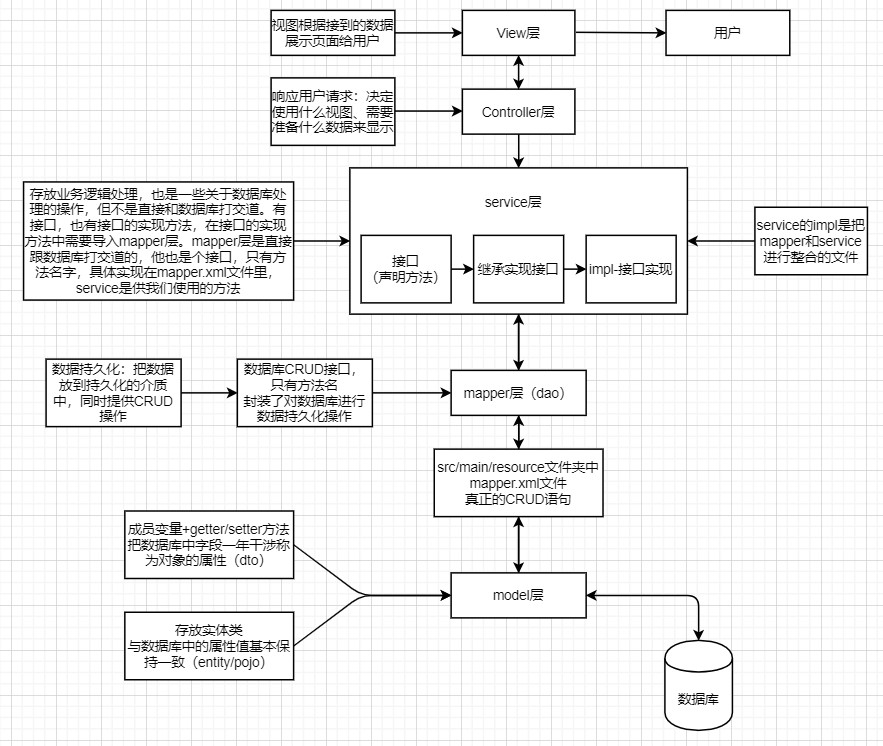 视图根据接到的数据
展示页面给用户
View层
用户
响应用户请求：决定
使用什么视图、需要
准备什么数据来显示
Controller层
存放业务逻辑处理，也是一些关于数据库处
理的操作，但不是直接和数据库打交道。有
接口，也有接口的实现方法，在接口的实现
方法中需要导入mapper层。mapper层是直接
跟数据库打交道的，他也是个接口，只有方
法名字，具体实现在mapper.xml文件里，
service是供我们使用的方法
service层
接口
（声明方法）
继承实现接口
impl-接口实现
service的impl是把
mapper和service
进行整合的文件
数据持久化：把数据
放到持久化的介质
中，同时提供CRUD
操作
数据库CRUD接口，
只有方法名
封装了对数据库进行
数据持久化操作
mapper层（dao）
src/main/resource文件夹中
mapper.xml文件
真正的CRUD语句
成员变量+getter/setter方法
把数据库中字段一年干涉称
为对象的属性（dto）
model层
存放实体类
与数据库中的属性值基本保
持一致（entity/pojo）
数据库